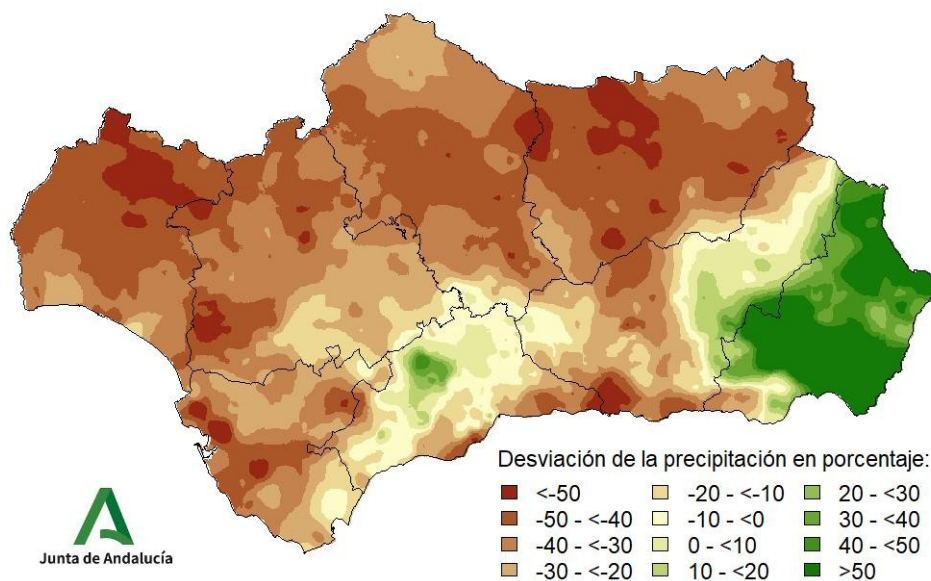 Desviación de la precipitación en porcentaje:
<-50 -20 - <-10 20 - <30
-50 - <-40 -10 - <0 30 - <40
-40 - <-30 0 - <10 40 - <50
-30 - <-20 10 - <20 >50
Junta de Andalucía